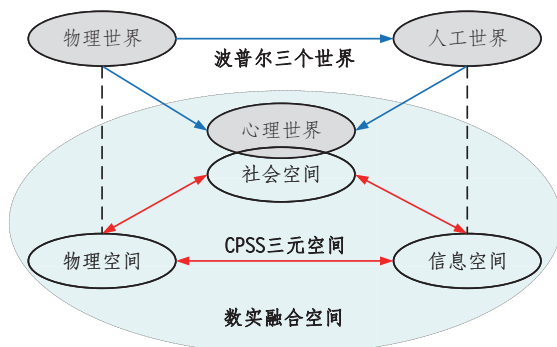 物理世界
人工世界
波普尔三个世界
心理世界
社会空间
CPSS三元空间
物理空间
信息空间
数实融合空间